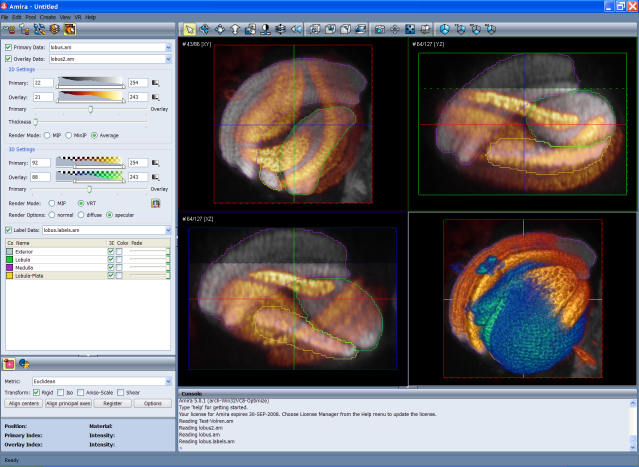 Amira - Untitled
File Edit Pool Create View VR Help
Primary Data: lobus.am
Overlay Data: lobus2.am
2D Settings
Primary: 22 254
Overlay: 21 243
Primary Overlay
Thickness
Render Mode: MIP MinIP Average
3D Settings
Primary: 92 254
Overlay: 88 243
Primary Overlay
Render Mode: MIP VRT
Render Options: normal diffuse specular
Label Data: lobus.labels.am
Co Name 3D Color Fade
Exterior
Lobula
Medulla
Lobula-Plata
Metric: Euclidean
Transform: Rigid Iso Aniso-Scale Shear
Align centers Align principal axes Register Options
Position: Material:
Primary Index: Intensity:
Overlay Index: Intensity:
Ready
#43/86 [XY]
#64/127 [YZ]
#64/127 [XZ]
Console
Amira 5.0.1 (arch-Win32VC8-Optimize)
Type 'help' for getting started.
Your license for Amira expires 30-SEP-2008. Choose License Manager from the Help menu to update the license.
Reading Test-Volren.am
Reading lobus2.am
Reading lobus.am
Reading lobus.labels.am
>